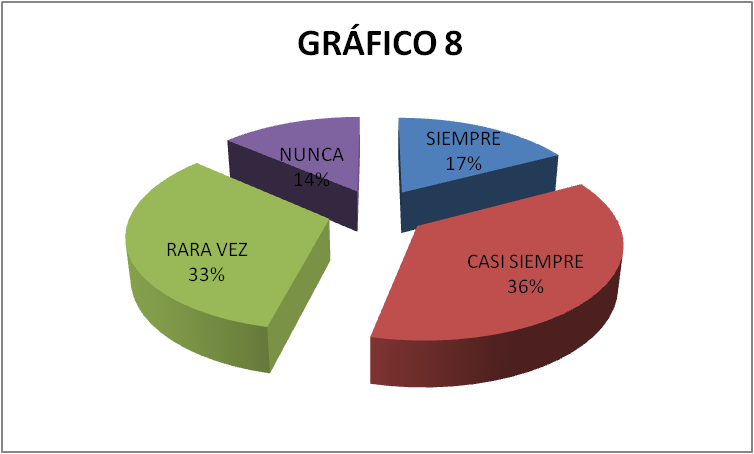 GRÁFICO 8
SIEMPRE
17%
CASI SIEMPRE
36%
RARA VEZ
33%
NUNCA
14%